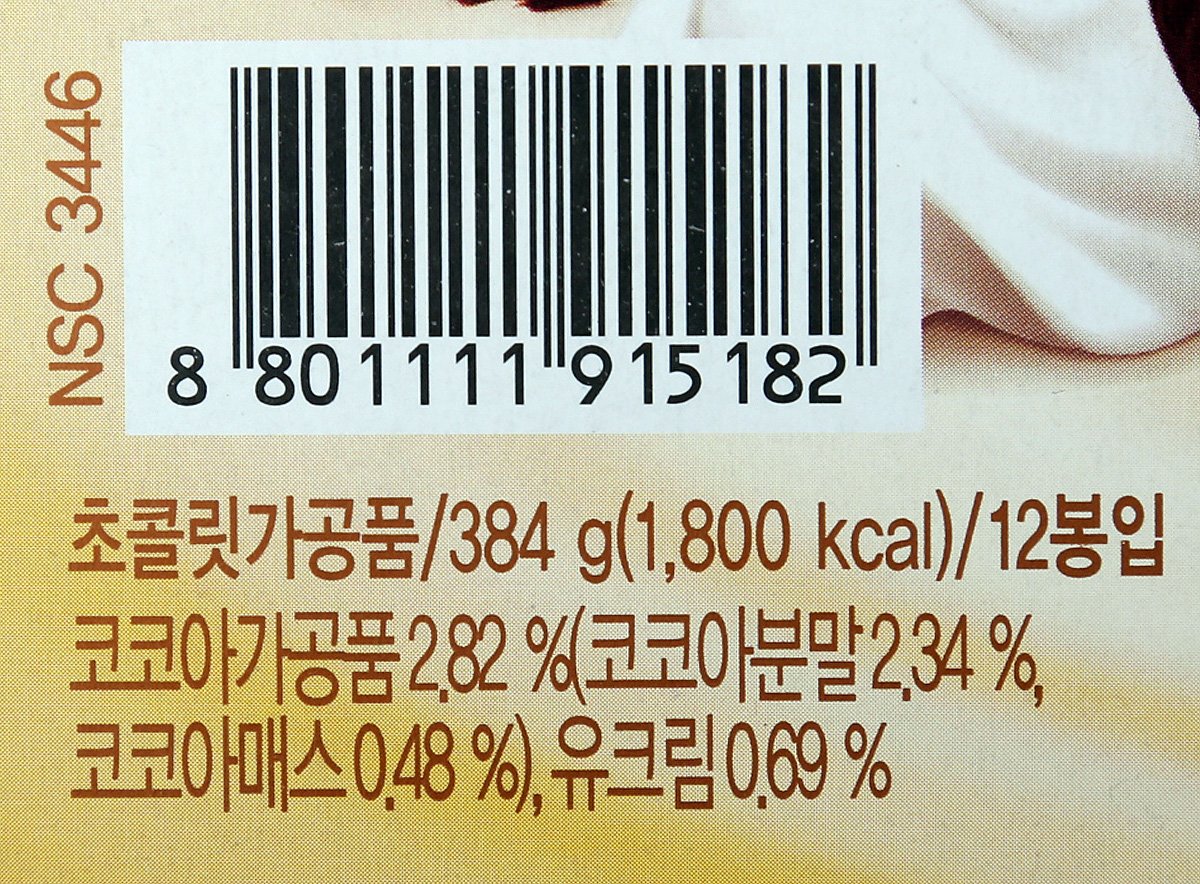 NSC 3446
8 801111 915182
초콜릿가공품/384 g(1,800 kcal)/12봉입
코코아가공품 2.82 %(코코아분말 2.34 %,
코코아매스 0.48 %), 유크림 0.69 %